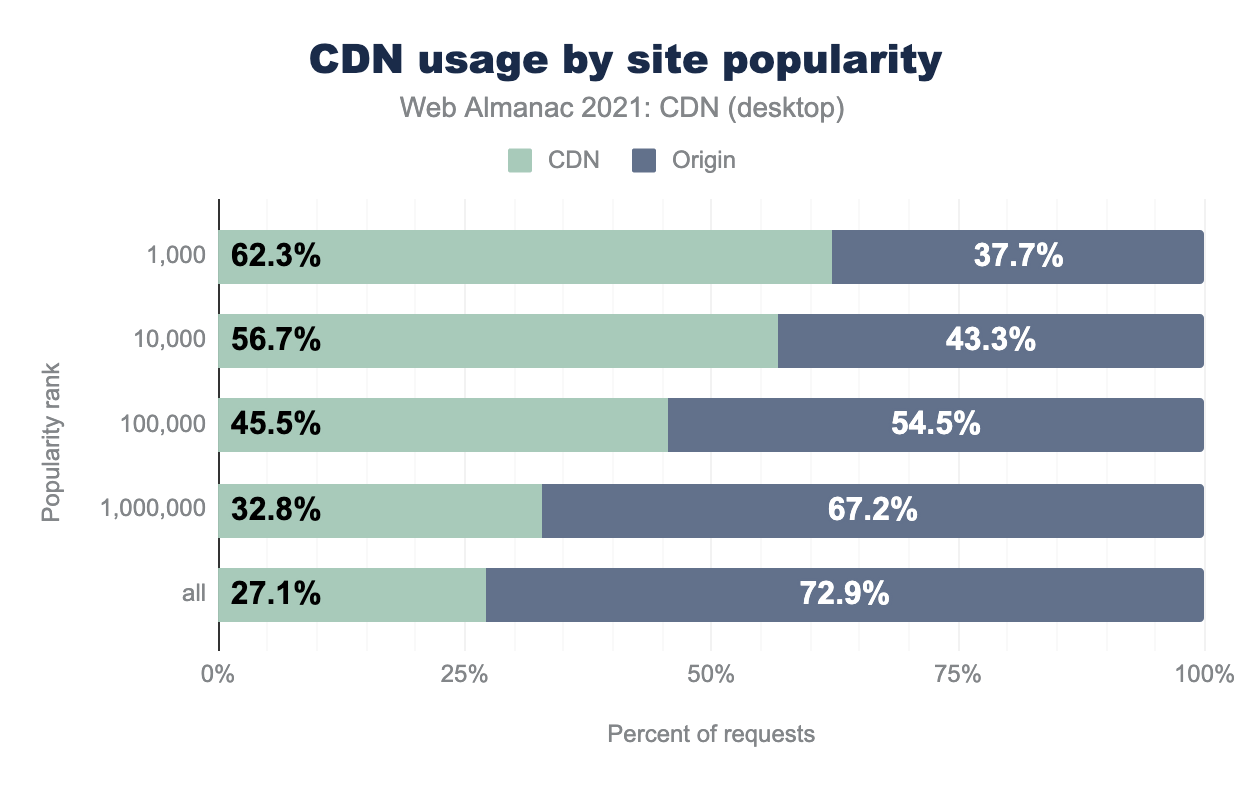 CDN usage by site popularity
Web Almanac 2021: CDN (desktop)
CDN Origin
Popularity rank
1,000 62.3% 37.7%
10,000 56.7% 43.3%
100,000 45.5% 54.5%
1,000,000 32.8% 67.2%
all 27.1% 72.9%
0% 25% 50% 75% 100%
Percent of requests